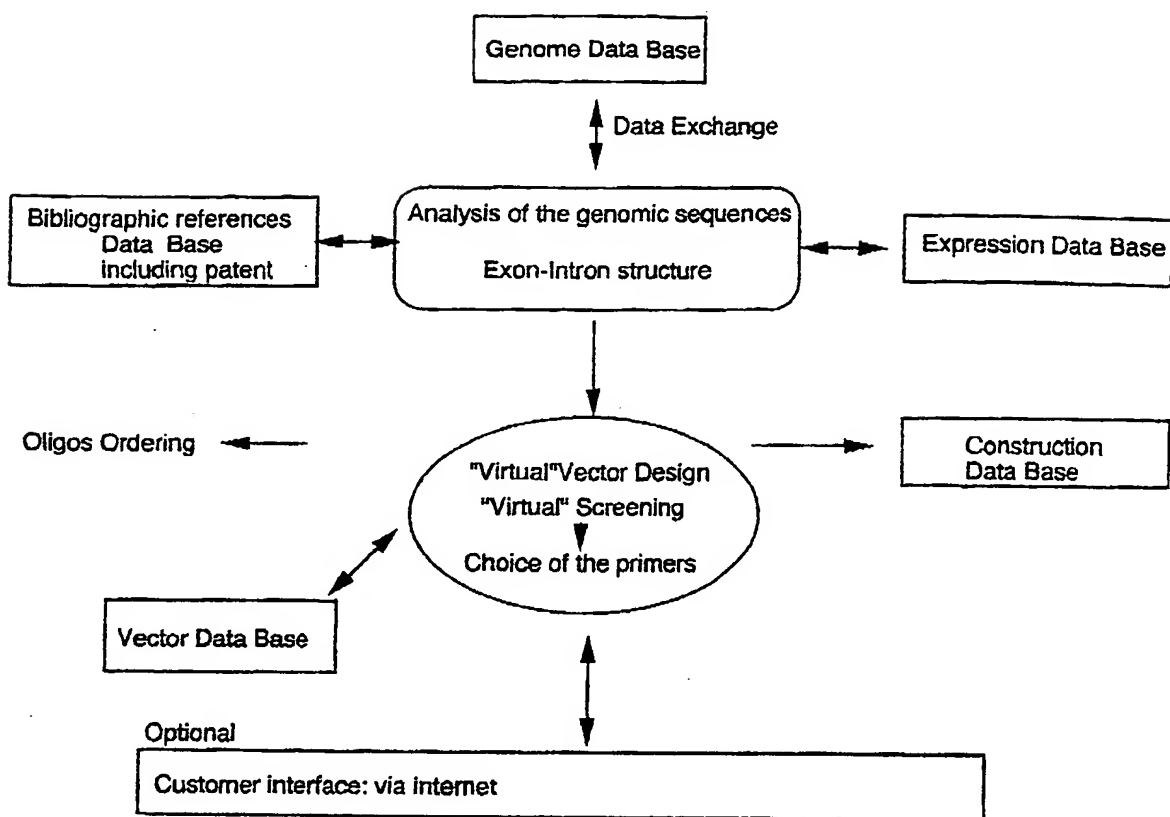 Genome Data Base
Data Exchange
Bibliographic references
Data Base
including patent
Analysis of the genomic sequences
Exon-Intron structure
Expression Data Base
Oligos Ordering
"Virtual"Vector Design
"Virtual" Screening
Choice of the primers
Construction
Data Base
Vector Data Base
Optional
Customer interface: via internet